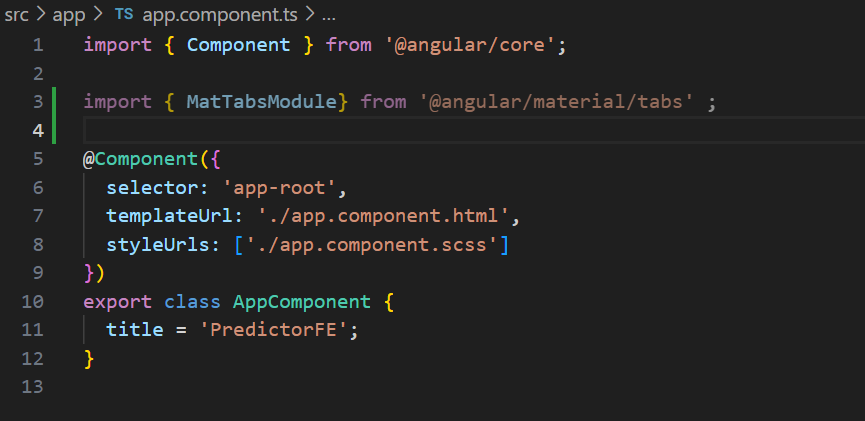 src > app > TS app.component.ts > ...
1 import { Component } from '@angular/core';
2
3 import { MatTabsModule} from '@angular/material/tabs' ;
4
5 @Component({
6 selector: 'app-root',
7 templateUrl: './app.component.html',
8 styleUrls: ['./app.component.scss']
9 })
10 export class AppComponent {
11 title = 'PredictorFE';
12 }
13